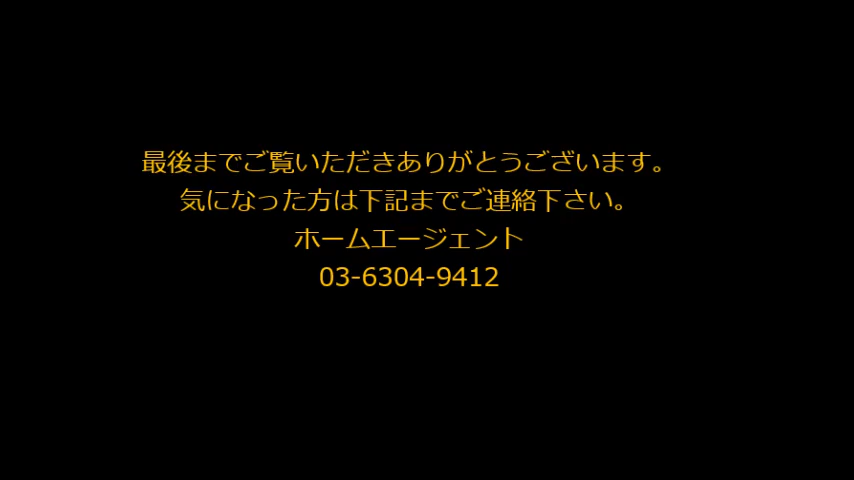 最後までご覧いただきありがとうございます。
気になった方は下記までご連絡下さい。
ホームエージェント
03-6304-9412